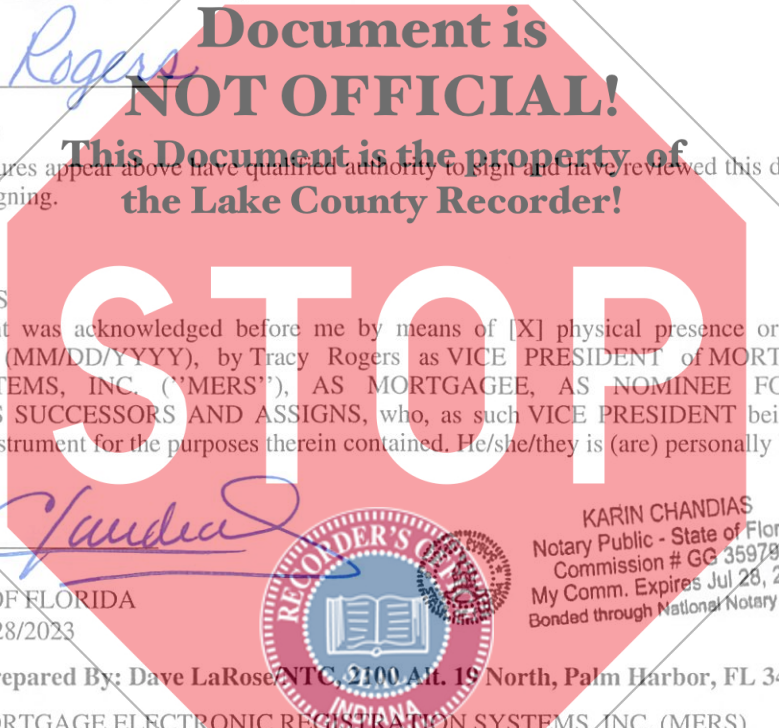 Rogers
Document is
NOT OFFICIAL!
This Document is the property of
the Lake County Recorder!
ures appear above have qualified authority to sign and have reviewed this d
gning.
STOP
S
t was acknowledged before me by means of [X] physical presence or
(MM/DD/YYYY), by Tracy Rogers as VICE PRESIDENT of MORT
TEMS, INC. ("MERS"), AS MORTGAGEE, AS NOMINEE FO
S SUCCESSORS AND ASSIGNS, who, as such VICE PRESIDENT bei
strument for the purposes therein contained. He/she/they is (are) personally
KARIN CHANDIAS
Notary Public - State of Flor
Commission # GG 35979
My Comm. Expires Jul 28, 2
Bonded through National Notary
RECORDER'S OFFICE
INDIANA
OF FLORIDA
28/2023
repared By: Dave LaRose/NTC, 2100 Alt. 19 North, Palm Harbor, FL 34
RTGAGE ELECTRONIC REGISTRATION SYSTEMS, INC. (MERS)